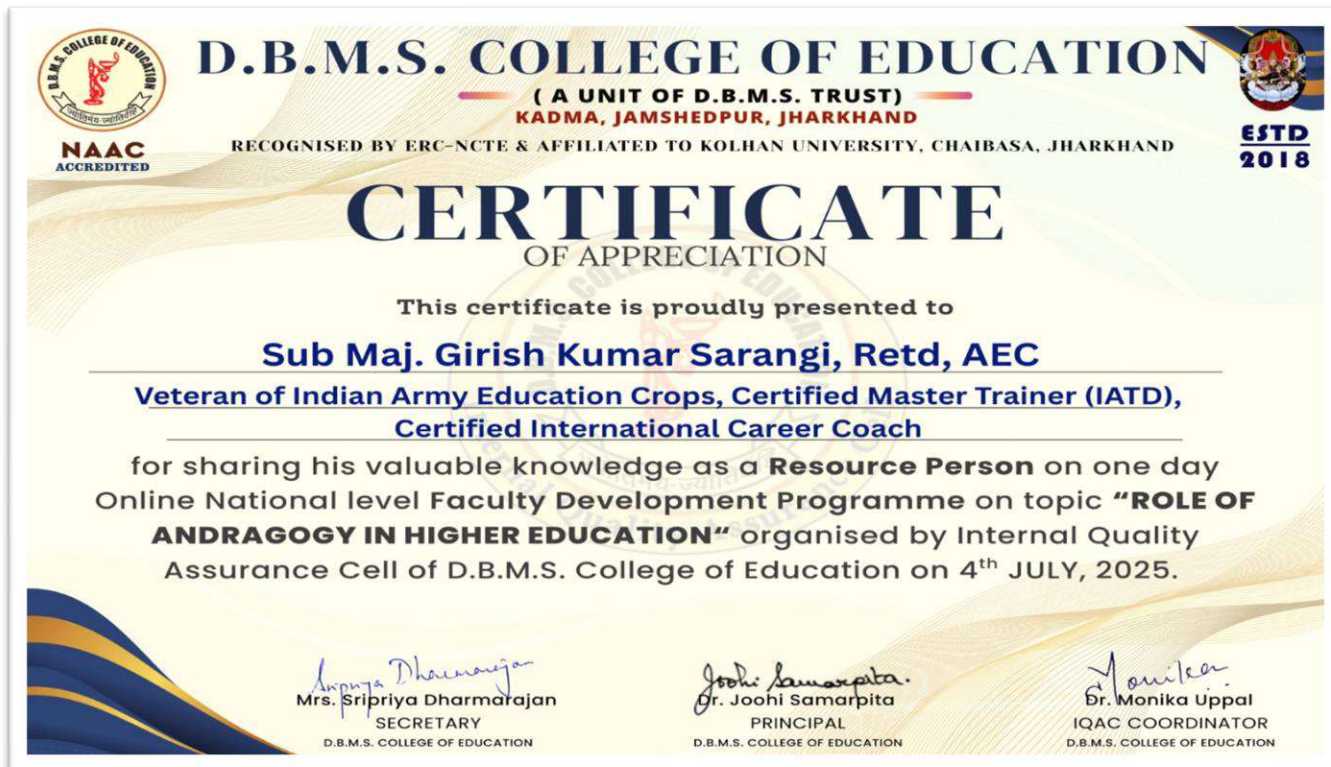 D.B.M.S. COLLEGE OF EDUCATION
D.B.M.S. COLLEGE OF EDUCATION
( A UNIT OF D.B.M.S. TRUST)
KADMA, JAMSHEDPUR, JHARKHAND
NAAC
ACCREDITED
RECOGNISED BY ERC-NCTE & AFFILIATED TO KOLHAN UNIVERSITY, CHAIBASA, JHARKHAND
ESTD
2018
CERTIFICATE
OF APPRECIATION
This certificate is proudly presented to
Sub Maj. Girish Kumar Sarangi, Retd, AEC
Veteran of Indian Army Education Crops, Certified Master Trainer (IATD),
Certified International Career Coach
for sharing his valuable knowledge as a Resource Person on one day
Online National level Faculty Development Programme on topic “ROLE OF
ANDRAGOGY IN HIGHER EDUCATION“ organised by Internal Quality
Assurance Cell of D.B.M.S. College of Education on 4th JULY, 2025.
Sripriya Dharmarajan
Mrs. Sripriya Dharmarajan
SECRETARY
D.B.M.S. COLLEGE OF EDUCATION
Joohi Samarpita.
Dr. Joohi Samarpita
PRINCIPAL
D.B.M.S. COLLEGE OF EDUCATION
Monika
Dr. Monika Uppal
IQAC COORDINATOR
D.B.M.S. COLLEGE OF EDUCATION